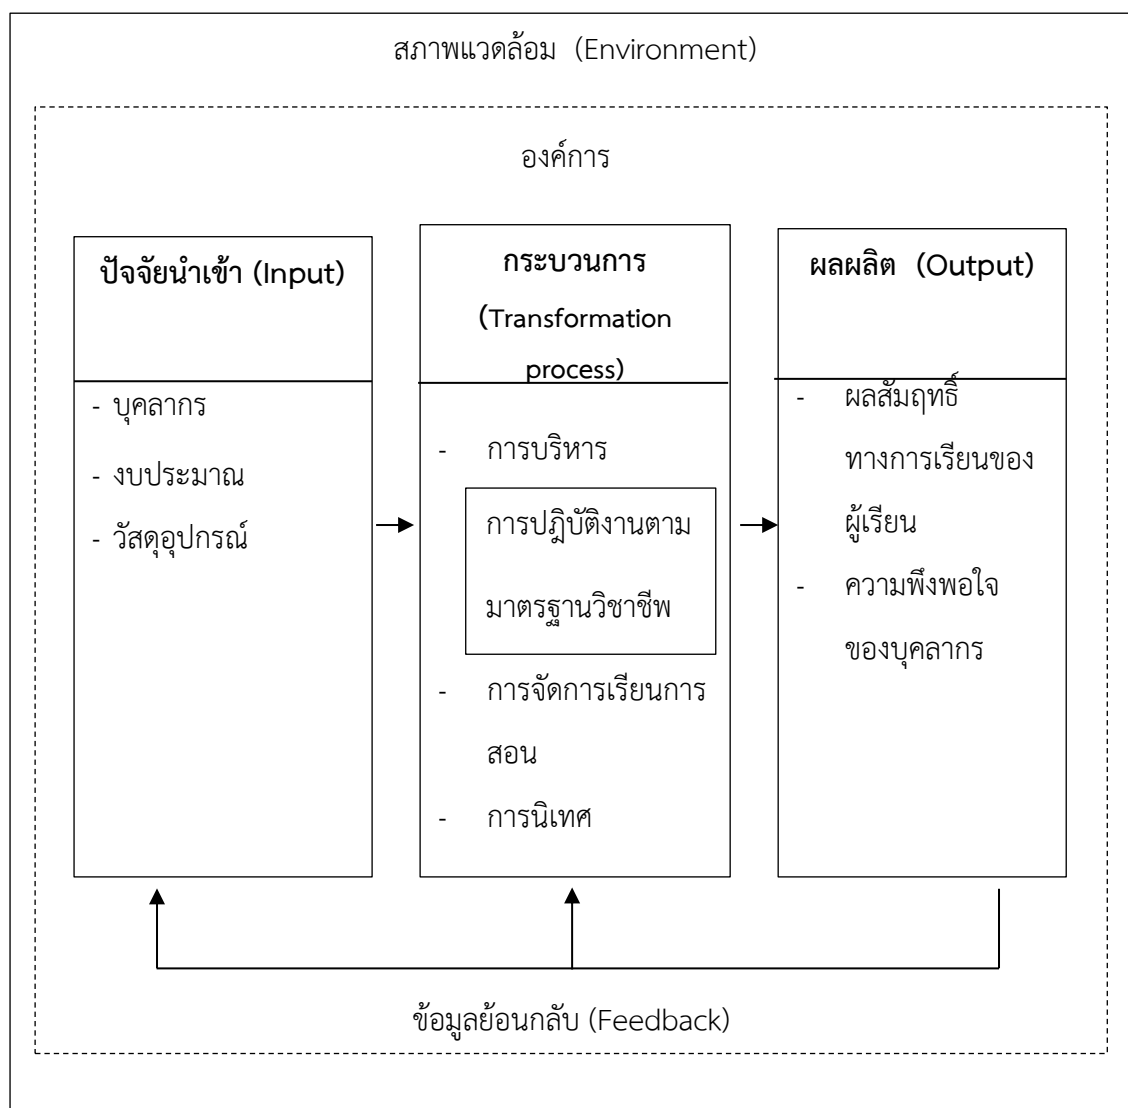 สภาพแวดล้อม (Environment)
องค์การ
ปัจจัยนำเข้า (Input)
- บุคลากร
- งบประมาณ
- วัสดุอุปกรณ์
กระบวนการ
(Transformation
process)
- การบริหาร
การปฎิบัติงานตาม
มาตรฐานวิชาชีพ
- การจัดการเรียนการ
สอน
- การนิเทศ
ผลผลิต (Output)
- ผลสัมฤทธิ์
ทางการเรียนของ
ผู้เรียน
- ความพึงพอใจ
ของบุคลากร
ข้อมูลย้อนกลับ (Feedback)